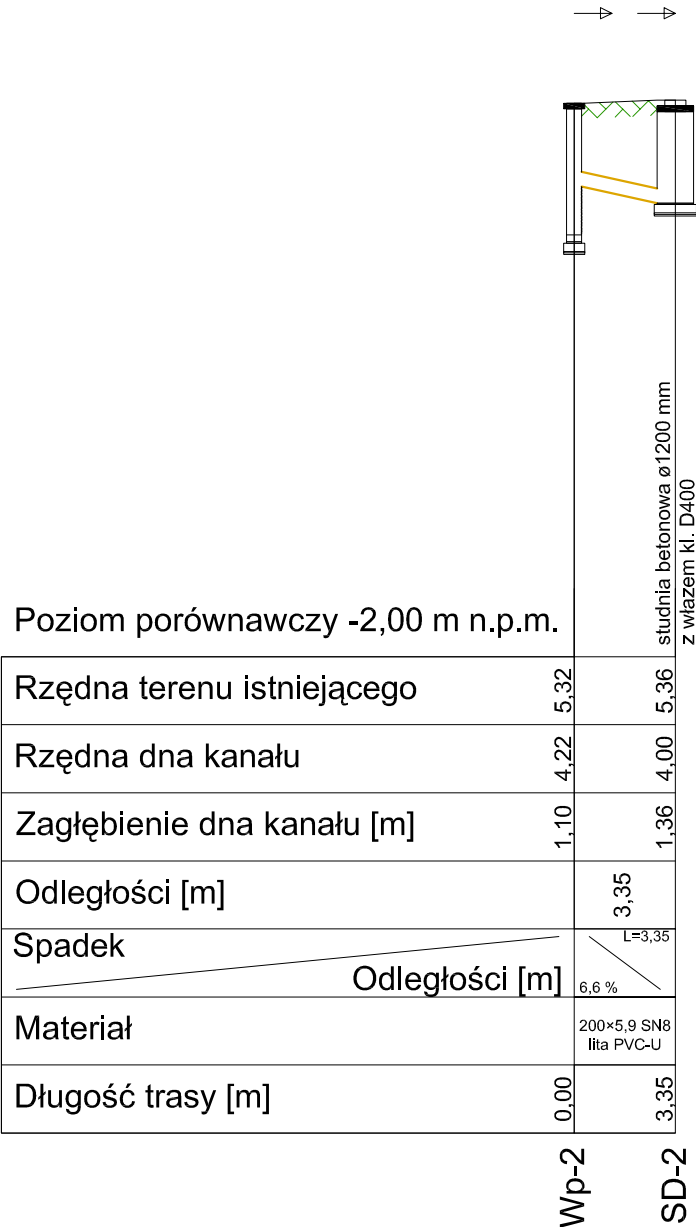 studnia betonowa ø1200 mm
z włazem kl. D400
Poziom porównawczy -2,00 m n.p.m.
Rzędna terenu istniejącego 5,32 5,36
Rzędna dna kanału 4,22 4,00
Zagłębienie dna kanału [m] 1,10 1,36
Odległości [m] 3,35
Spadek L=3,35
Odległości [m] 6,6 %
Materiał
200×5,9 SN8
lita PVC-U
Długość trasy [m] 0,00 3,35
Wp-2 SD-2